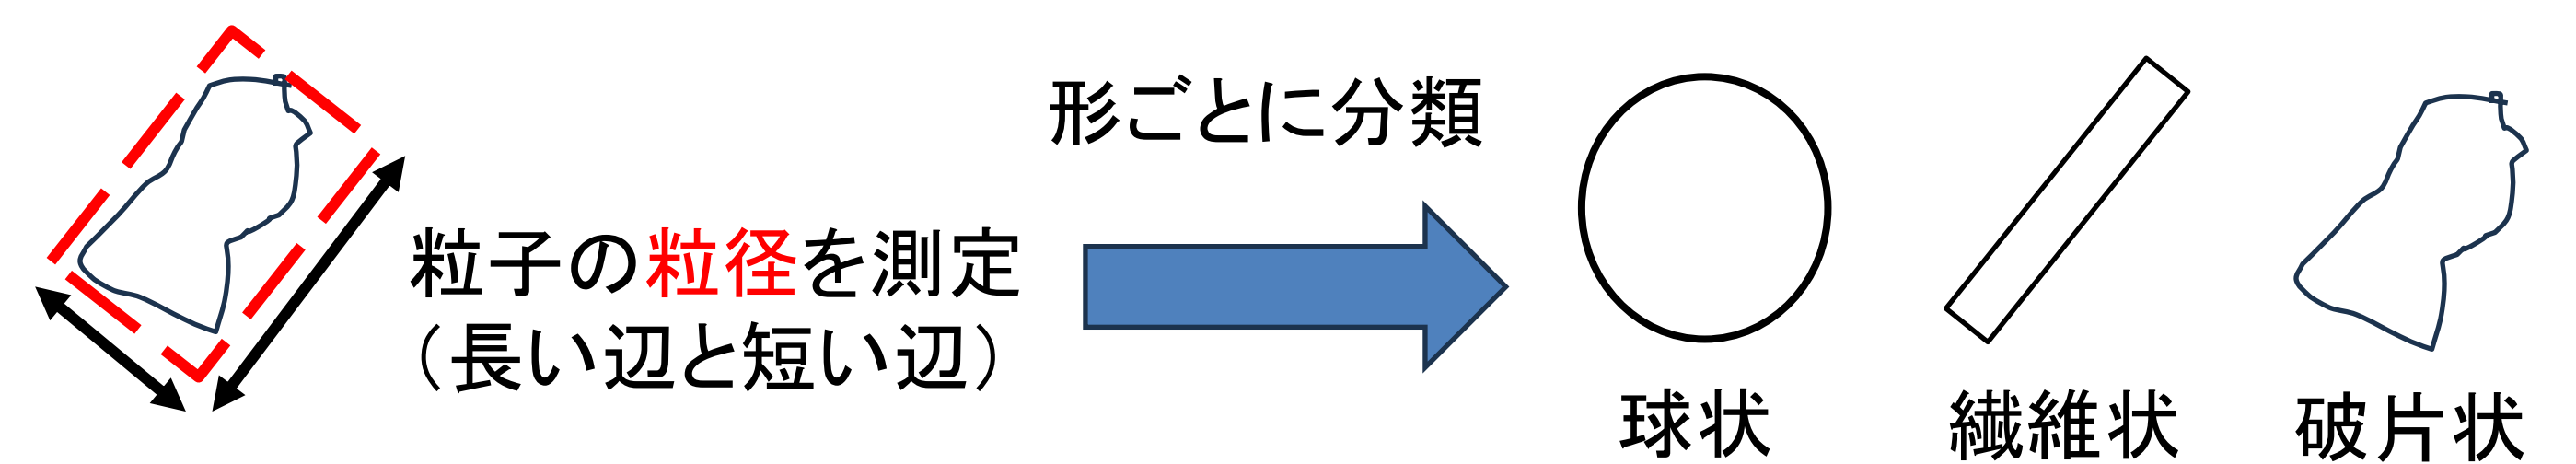 粒子の粒径を測定
（長い辺と短い辺）
形ごとに分類
球状
繊維状
破片状